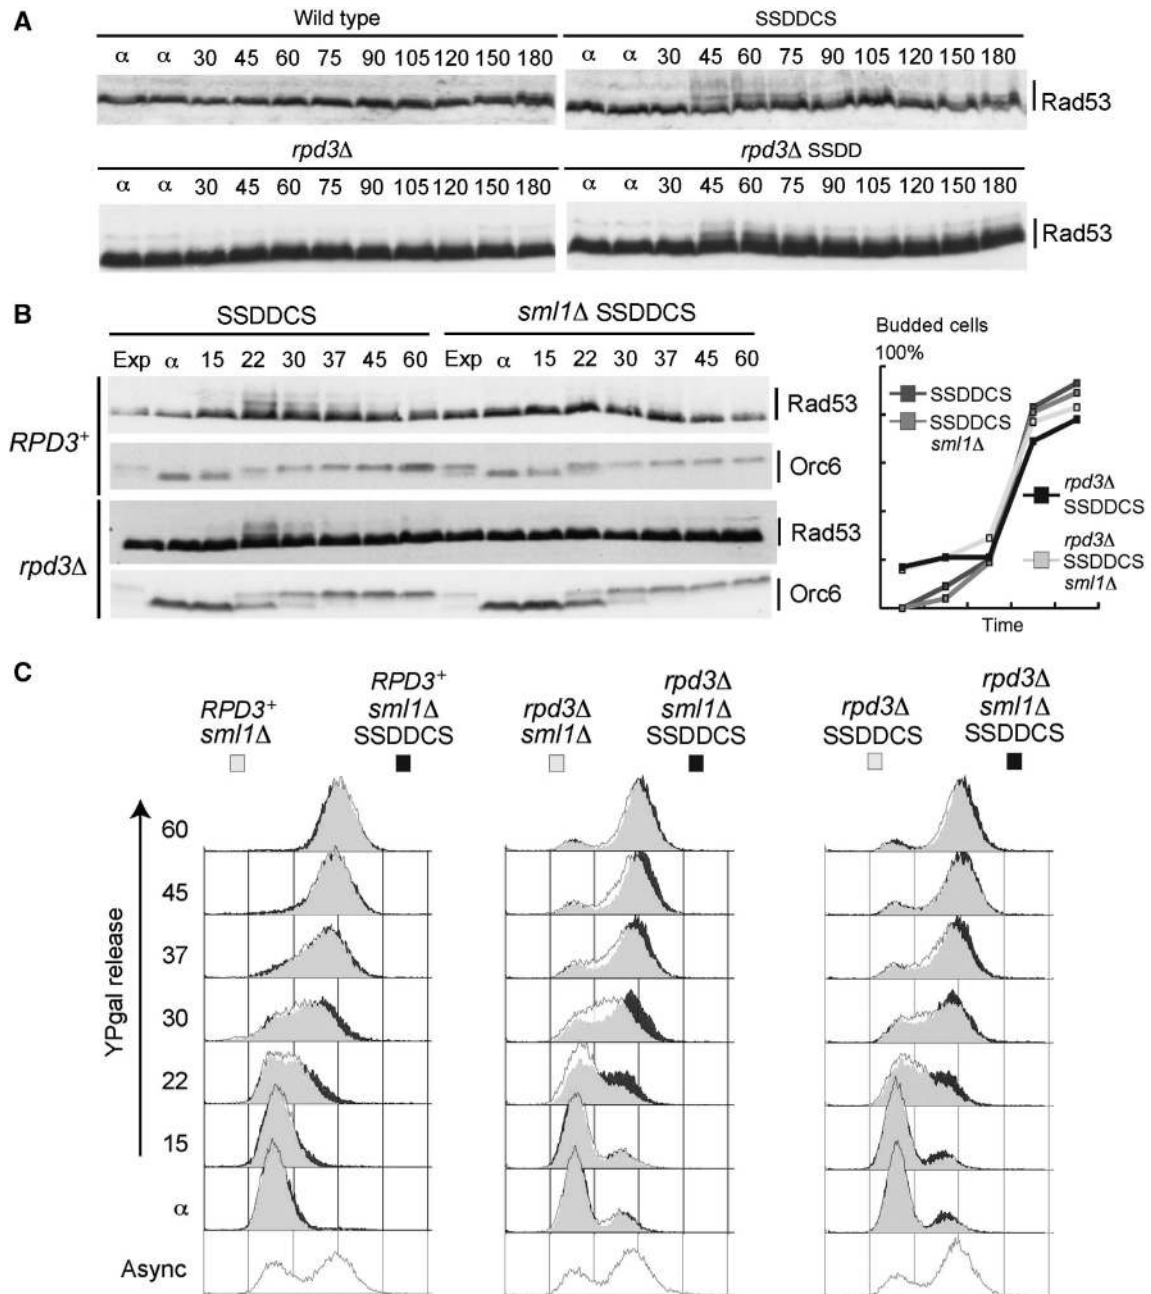 A
Wild type
α α 30 45 60 75 90 105 120 150 180
Rad53
SSDDCS
α α 30 45 60 75 90 105 120 150 180
rpd3Δ
α α 30 45 60 75 90 105 120 150 180
rpd3Δ SSDD
α α 30 45 60 75 90 105 120 150 180
Rad53
B
SSDDCS
sml1Δ SSDDCS
Exp α 15 22 30 37 45 60
Exp α 15 22 30 37 45 60
RPD3+
Rad53
Orc6
rpd3Δ
Rad53
Orc6
Budded cells
100%
SSDDCS
SSDDCS
sml1Δ
rpd3Δ
SSDDCS
rpd3Δ
SSDDCS
sml1Δ
Time
C
RPD3+
sml1Δ
RPD3+
sml1Δ
SSDDCS
rpd3Δ
sml1Δ
rpd3Δ
sml1Δ
SSDDCS
rpd3Δ
SSDDCS
rpd3Δ
sml1Δ
SSDDCS
YPgal release
60
45
37
30
22
15
α
Async